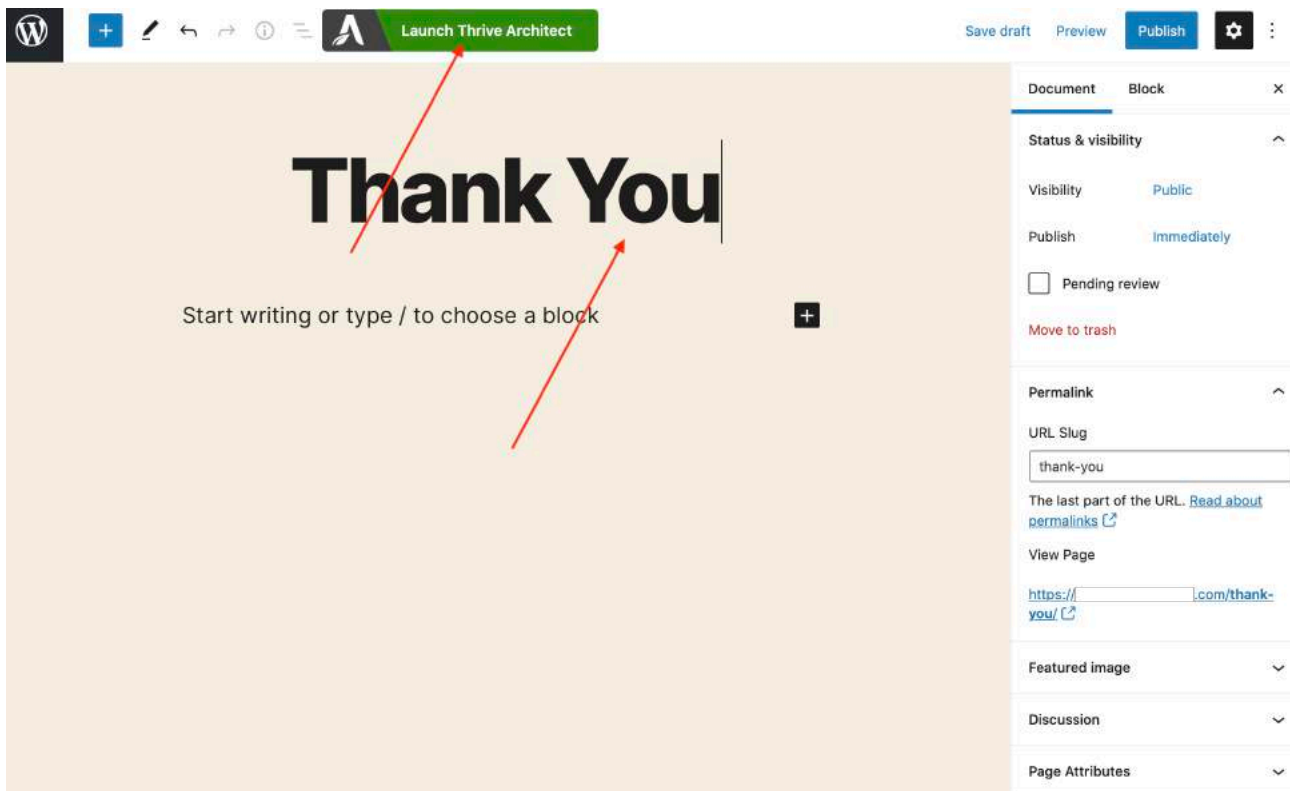 Launch Thrive Architect
Save draft Preview Publish
Thank You
Start writing or type / to choose a block
Document Block
Status & visibility
Visibility Public
Publish Immediately
Pending review
Move to trash
Permalink
URL Slug
thank-you
The last part of the URL. Read about
permalinks
View Page
https:// .com/thank-
you/
Featured image
Discussion
Page Attributes